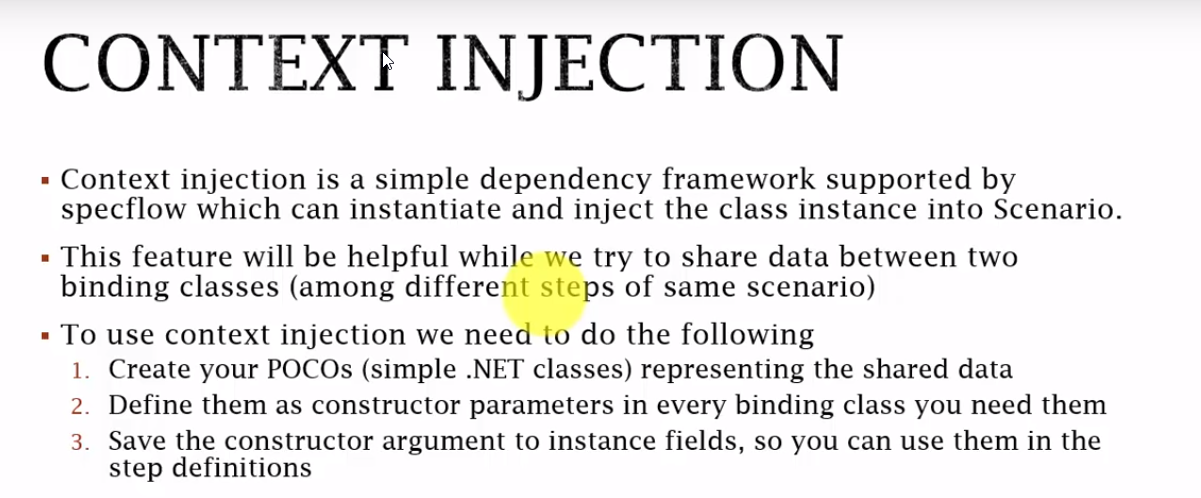 CONTEXT INJECTION
▪ Context injection is a simple dependency framework supported by
specflow which can instantiate and inject the class instance into Scenario.
▪ This feature will be helpful while we try to share data between two
binding classes (among different steps of same scenario)
▪ To use context injection we need to do the following
1. Create your POCOs (simple .NET classes) representing the shared data
2. Define them as constructor parameters in every binding class you need them
3. Save the constructor argument to instance fields, so you can use them in the
step definitions